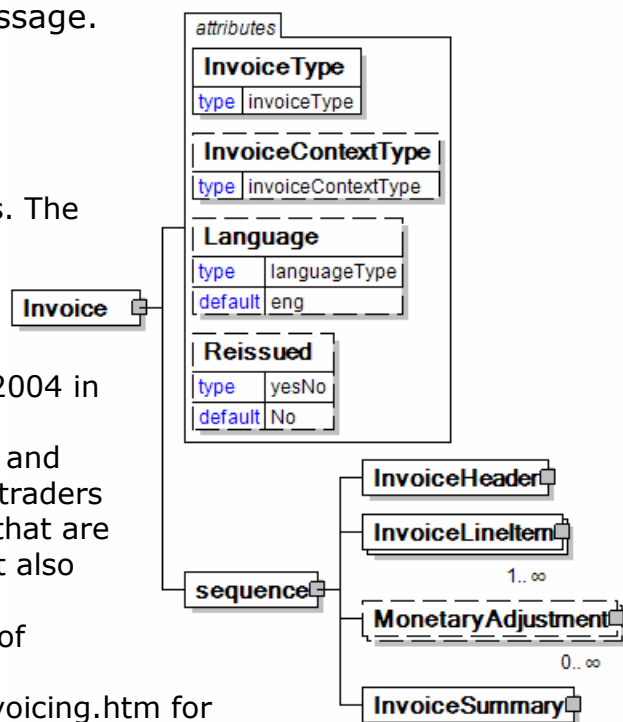 ssage.
s. The
2004 in
and
traders
that are
t also
of
voicing.htm for
Invoice
attributes
InvoiceType
type invoiceType
InvoiceContextType
type invoiceContextType
Language
type languageType
default eng
Reissued
type yesNo
default No
sequence
InvoiceHeader
InvoiceLineItem
1.. ∞
MonetaryAdjustment
0.. ∞
InvoiceSummary